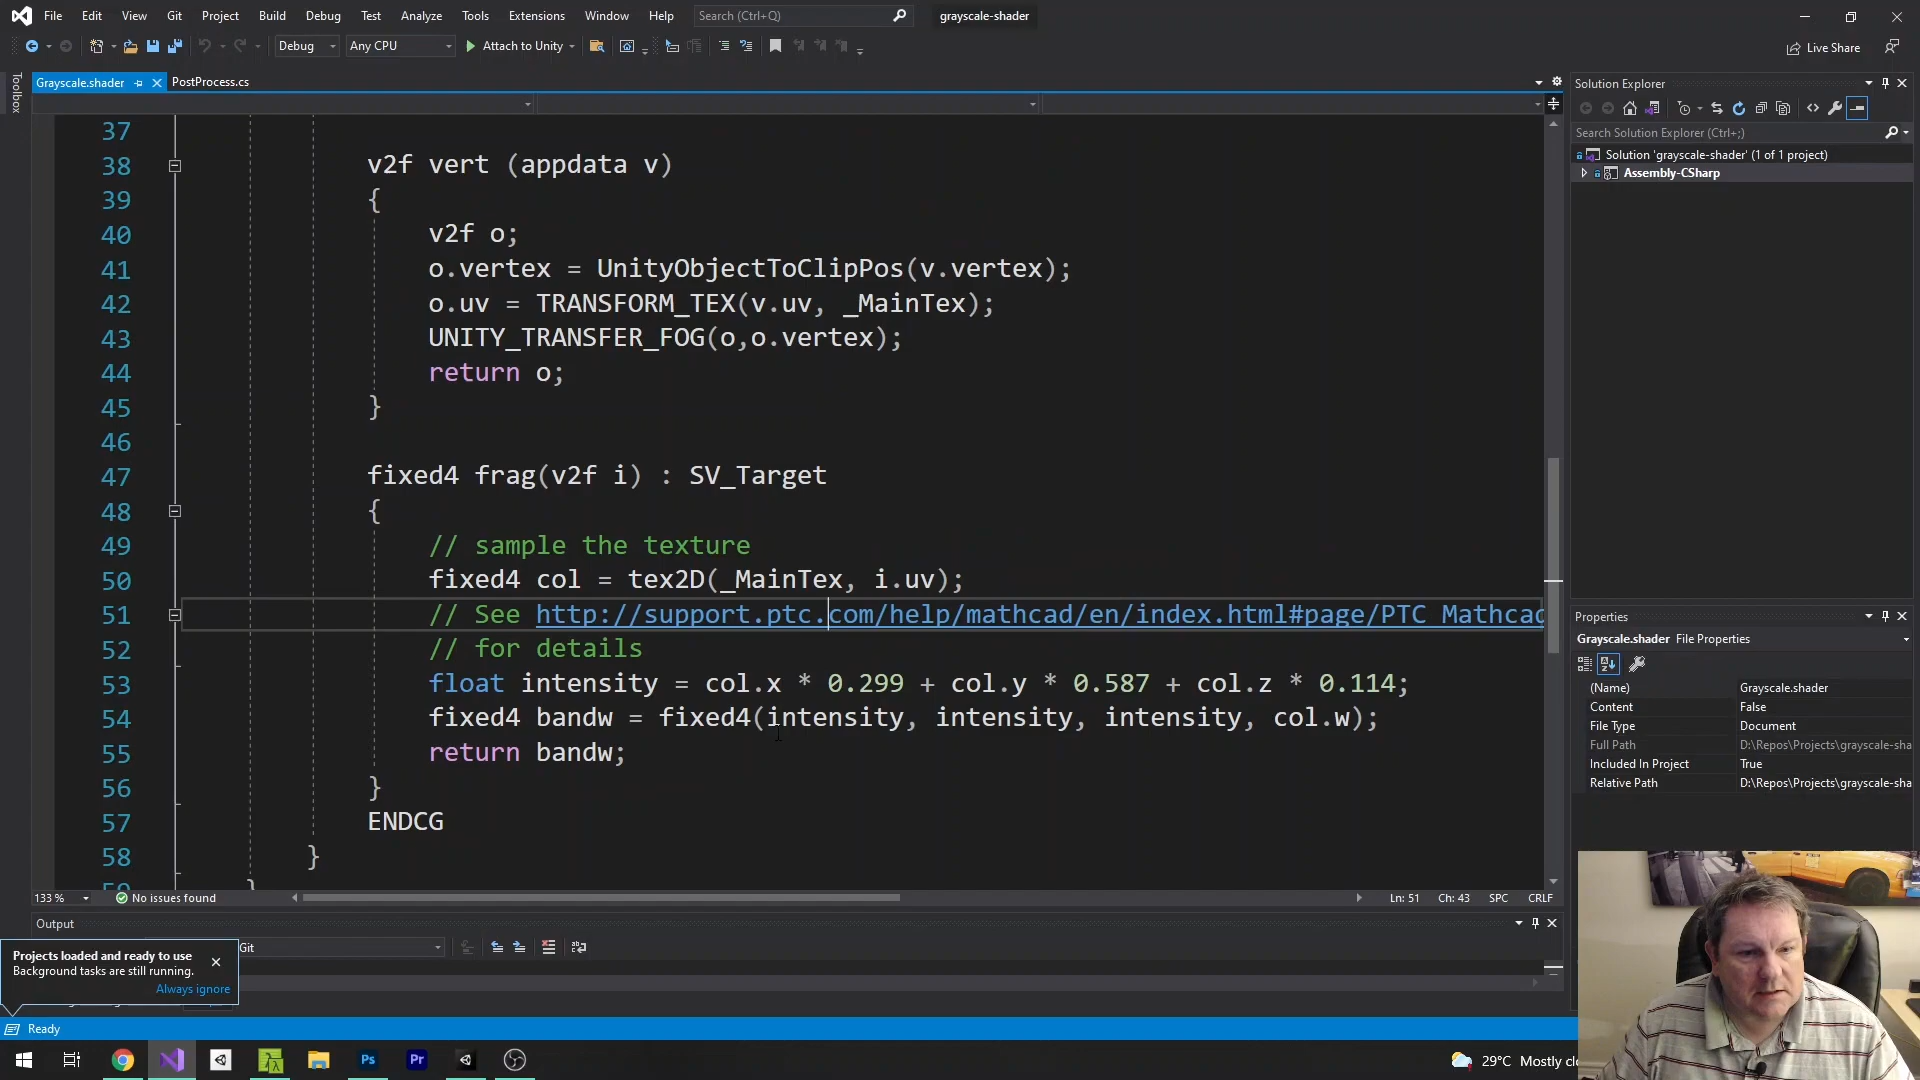 File Edit View Git Project Build Debug Test Analyze Tools Extensions Window Help Search (Ctrl+Q) grayscale-shader
Debug Any CPU Attach to Unity Live Share
Toolbox
Grayscale.shader PostProcess.cs
37
38 v2f vert (appdata v)
39 {
40 v2f o;
41 o.vertex = UnityObjectToClipPos(v.vertex);
42 o.uv = TRANSFORM_TEX(v.uv, _MainTex);
43 UNITY_TRANSFER_FOG(o,o.vertex);
44 return o;
45 }
46
47 fixed4 frag(v2f i) : SV_Target
48 {
49 // sample the texture
50 fixed4 col = tex2D(_MainTex, i.uv);
51 // See http://support.ptc.com/help/mathcad/en/index.html#page/PTC_Mathcad
52 // for details
53 float intensity = col.x * 0.299 + col.y * 0.587 + col.z * 0.114;
54 fixed4 bandw = fixed4(intensity, intensity, intensity, col.w);
55 return bandw;
56 }
57 ENDCG
58 }
59 }
133 % No issues found Ln: 51 Ch: 43 SPC CRLF
Output
Git
Projects loaded and ready to use
Background tasks are still running.
Always ignore
Ready
Solution Explorer
Search Solution Explorer (Ctrl+;)
Solution 'grayscale-shader' (1 of 1 project)
Assembly-CSharp
Properties
Grayscale.shader File Properties
(Name) Grayscale.shader
Content False
File Type Document
Full Path D:\Repos\Projects\grayscale-sha
Included In Project True
Relative Path D:\Repos\Projects\grayscale-sha
Ps Pr 29°C Mostly clo